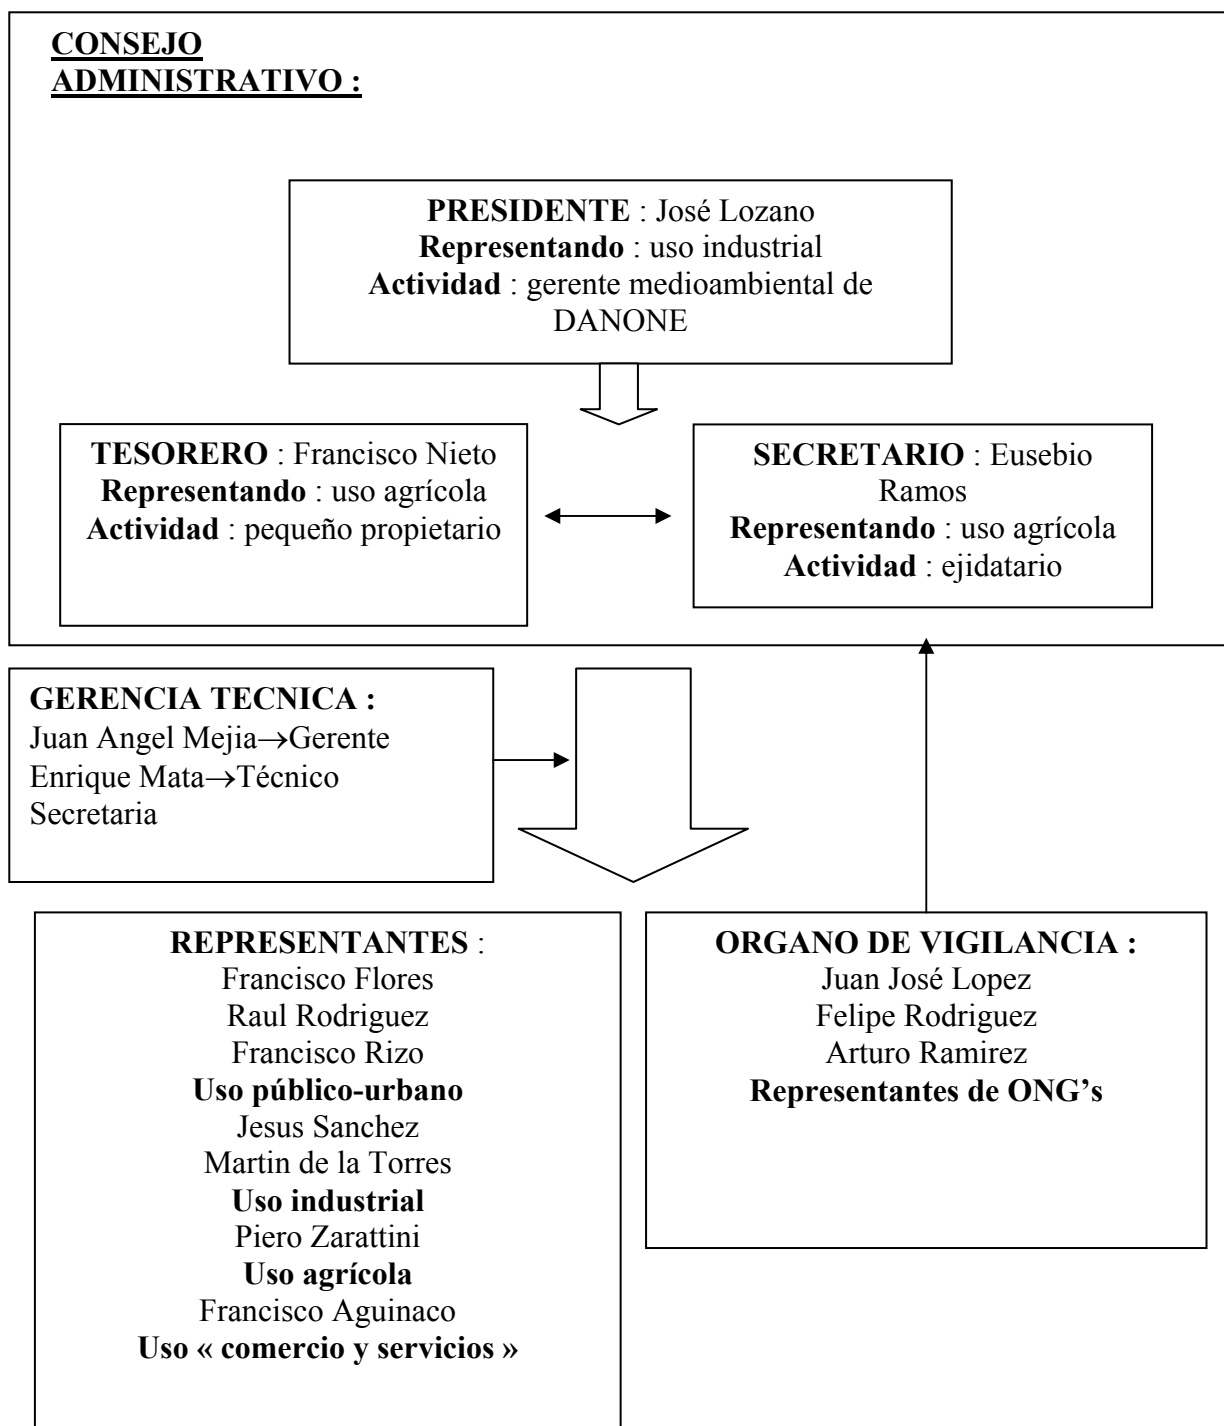 CONSEJO
ADMINISTRATIVO :
PRESIDENTE : José Lozano
Representando : uso industrial
Actividad : gerente medioambiental de
DANONE
TESORERO : Francisco Nieto
Representando : uso agrícola
Actividad : pequeño propietario
SECRETARIO : Eusebio
Ramos
Representando : uso agrícola
Actividad : ejidatario
GERENCIA TECNICA :
Juan Angel Mejia→Gerente
Enrique Mata→Técnico
Secretaria
REPRESENTANTES :
Francisco Flores
Raul Rodriguez
Francisco Rizo
Uso público-urbano
Jesus Sanchez
Martin de la Torres
Uso industrial
Piero Zarattini
Uso agrícola
Francisco Aguinaco
Uso « comercio y servicios »
ORGANO DE VIGILANCIA :
Juan José Lopez
Felipe Rodriguez
Arturo Ramirez
Representantes de ONG’s